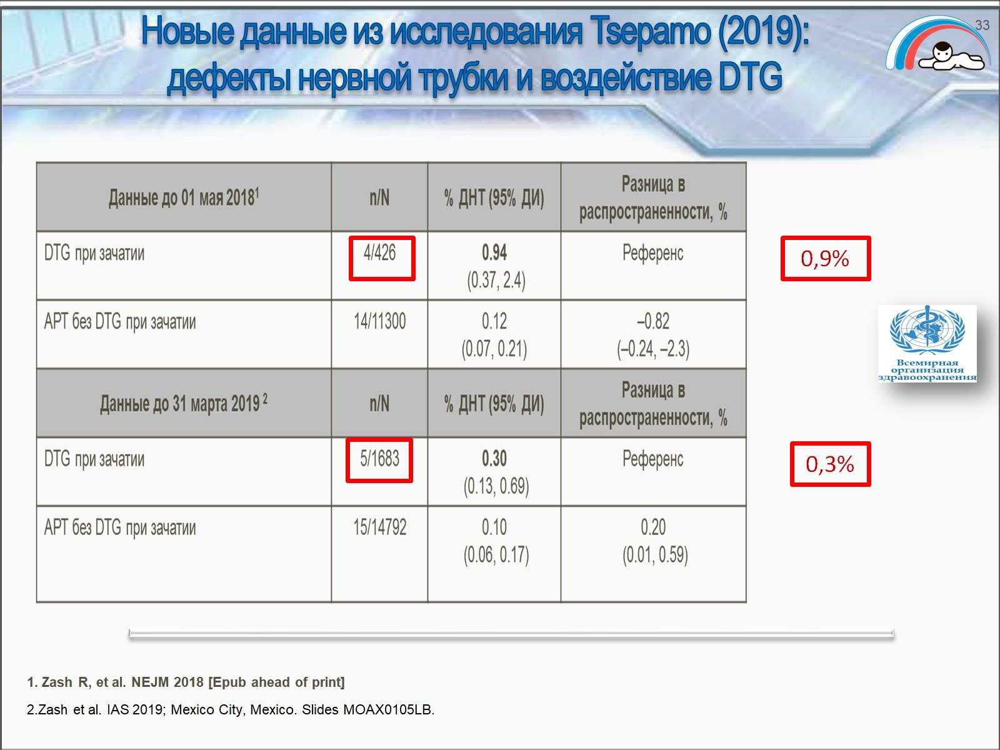 33
Новые данные из исследования Tsepamo (2019):
дефекты нервной трубки и воздействие DTG
Данные до 01 мая 2018¹
n/N
% ДНТ (95% ДИ)
Разница в
распространенности, %
DTG при зачатии
4/426
0.94
(0.37, 2.4)
Референс
0,9%
АРТ без DTG при зачатии
14/11300
0.12
(0.07, 0.21)
–0.82
(–0.24, –2.3)
Всемирная
организация
здравоохранения
Данные до 31 марта 2019 ²
n/N
% ДНТ (95% ДИ)
Разница в
распространенности, %
DTG при зачатии
5/1683
0.30
(0.13, 0.69)
Референс
0,3%
АРТ без DTG при зачатии
15/14792
0.10
(0.06, 0.17)
0.20
(0.01, 0.59)
1. Zash R, et al. NEJM 2018 [Epub ahead of print]
2.Zash et al. IAS 2019; Mexico City, Mexico. Slides MOAX0105LB.